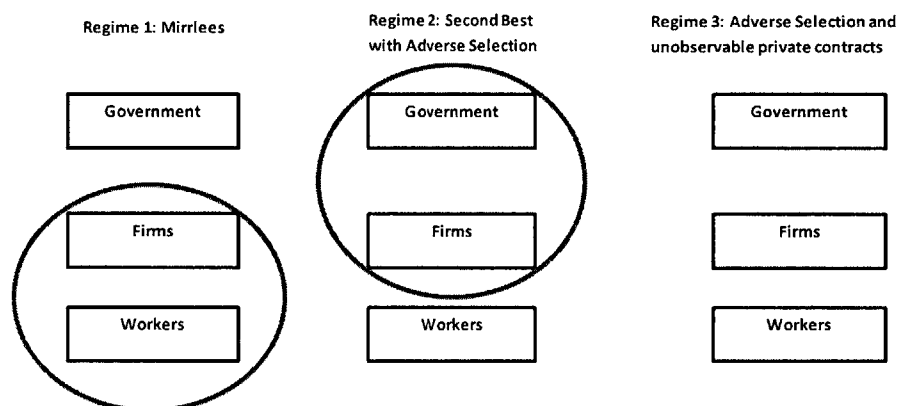 Regime 1: Mirrlees
Regime 2: Second Best
with Adverse Selection
Regime 3: Adverse Selection and
unobservable private contracts
Government
Government
Government
Firms
Firms
Firms
Workers
Workers
Workers